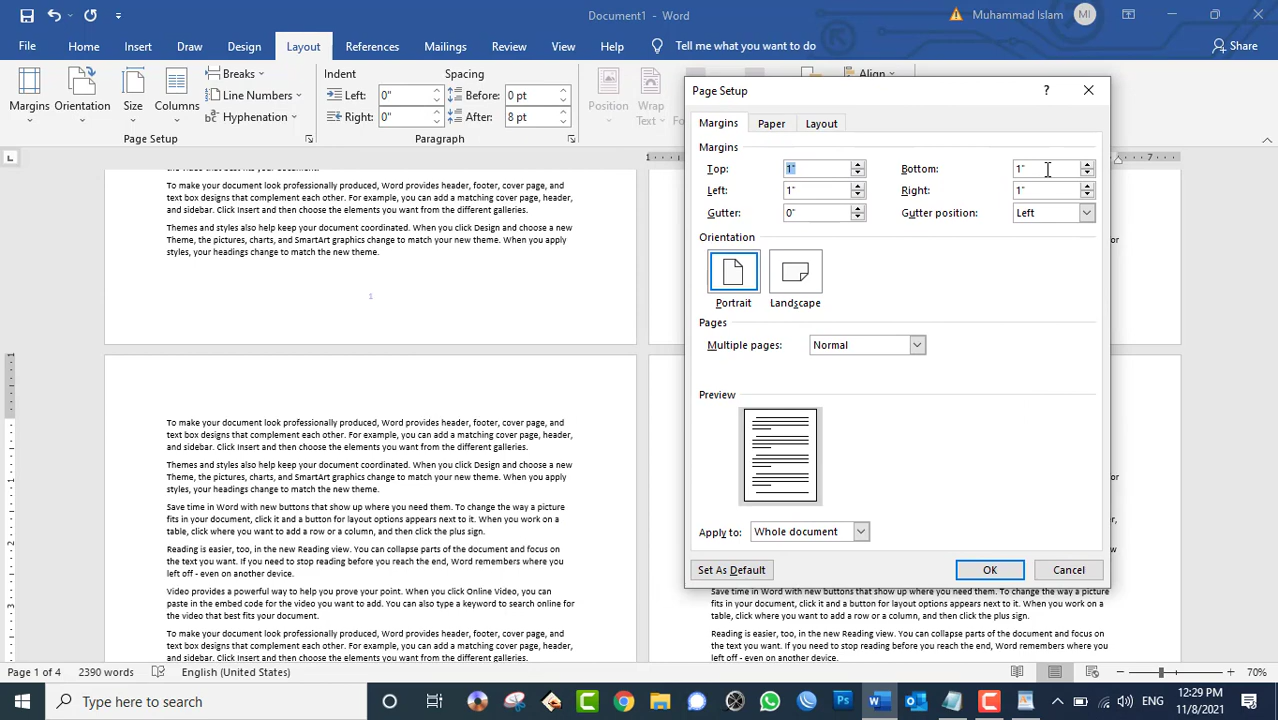 Document1 - Word
Muhammad Islam
MI
File
Home
Insert
Draw
Design
Layout
References
Mailings
Review
View
Help
Tell me what you want to do
Share
Margins
Orientation
Size
Columns
Breaks
Line Numbers
Hyphenation
Page Setup
Indent
Left: 0"
Right: 0"
Spacing
Before: 0 pt
After: 8 pt
Paragraph
Position
Wrap
Text
Align
1
7
To make your document look professionally produced, Word provides header, footer, cover page, and
text box designs that complement each other. For example, you can add a matching cover page, header,
and sidebar. Click Insert and then choose the elements you want from the different galleries.
Themes and styles also help keep your document coordinated. When you click Design and choose a new
Theme, the pictures, charts, and SmartArt graphics change to match your new theme. When you apply
styles, your headings change to match the new theme.
1
To make your document look professionally produced, Word provides header, footer, cover page, and
text box designs that complement each other. For example, you can add a matching cover page, header,
and sidebar. Click Insert and then choose the elements you want from the different galleries.
Themes and styles also help keep your document coordinated. When you click Design and choose a new
Theme, the pictures, charts, and SmartArt graphics change to match your new theme. When you apply
styles, your headings change to match the new theme.
Save time in Word with new buttons that show up where you need them. To change the way a picture
fits in your document, click it and a button for layout options appears next to it. When you work on a
table, click where you want to add a row or a column, and then click the plus sign.
Reading is easier, too, in the new Reading view. You can collapse parts of the document and focus on
the text you want. If you need to stop reading before you reach the end, Word remembers where you
left off - even on another device.
Video provides a powerful way to help you prove your point. When you click Online Video, you can
paste in the embed code for the video you want to add. You can also type a keyword to search online for
the video that best fits your document.
To make your document look professionally produced, Word provides header, footer, cover page, and
text box designs that complement each other. For example, you can add a matching cover page, header,
and sidebar. Click Insert and then choose the elements you want from the different galleries.
Page Setup
?
Margins
Paper
Layout
Margins
Top: 1"
Bottom: 1"
Left: 1"
Right: 1"
Gutter: 0"
Gutter position: Left
Orientation
Portrait
Landscape
Pages
Multiple pages: Normal
Preview
Apply to: Whole document
Set As Default
OK
Cancel
Save time in Word with new buttons that show up where you need them. To change the way a picture
fits in your document, click it and a button for layout options appears next to it. When you work on a
table, click where you want to add a row or a column, and then click the plus sign.
Reading is easier, too, in the new Reading view. You can collapse parts of the document and focus on
the text you want. If you need to stop reading before you reach the end, Word remembers where you
Page 1 of 4
2390 words
English (United States)
70%
Type here to search
ENG
12:29 PM
11/8/2021